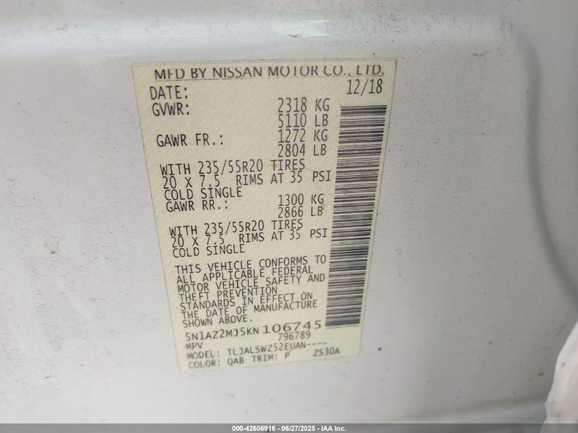 MFD BY NISSAN MOTOR CO., LTD.
DATE: 12/18
GVWR: 2318 KG
5110 LB
GAWR FR.: 1272 KG
2804 LB
WITH 235/55R20 TIRES
20 X 7.5 RIMS AT 35 PSI
COLD SINGLE
GAWR RR.: 1300 KG
2866 LB
WITH 235/55R20 TIRES
20 X 7.5 RIMS AT 35 PSI
COLD SINGLE
THIS VEHICLE CONFORMS TO
ALL APPLICABLE FEDERAL
MOTOR VEHICLE SAFETY AND
THEFT PREVENTION
STANDARDS IN EFFECT ON
THE DATE OF MANUFACTURE
SHOWN ABOVE.
5N1AZ2MJ5KN106745
MPV 796789
MODEL: TLJALSWZ52EUAN----
COLOR: QAB TRIM: P ZS30A
000-42606916 - 06/27/2025 - IAAI